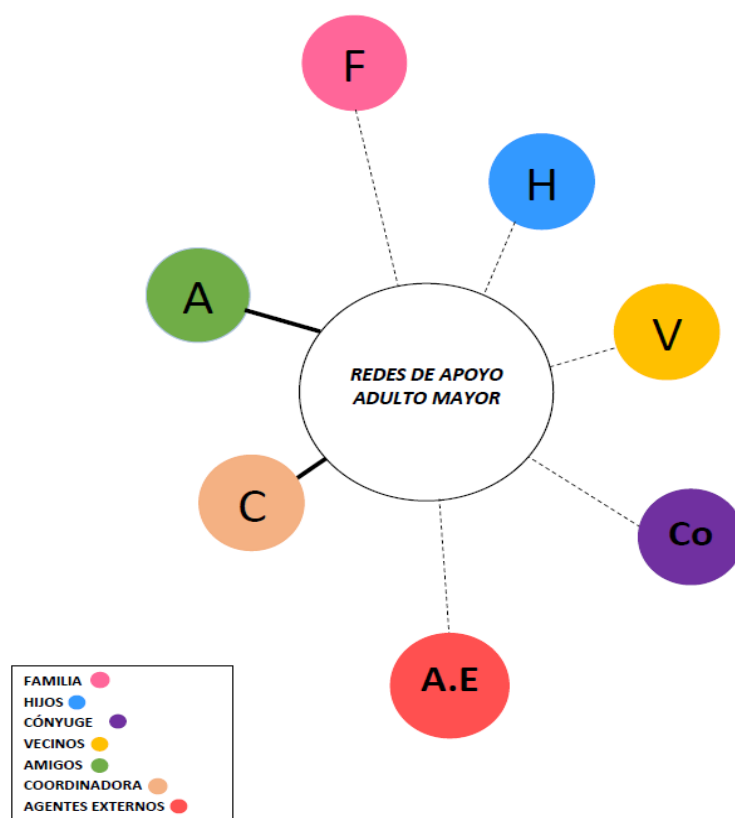 F
H
A
V
REDES DE APOYO
ADULTO MAYOR
C
Co
A.E
FAMILIA
HIJOS
CÓNYUGE
VECINOS
AMIGOS
COORDINADORA
AGENTES EXTERNOS